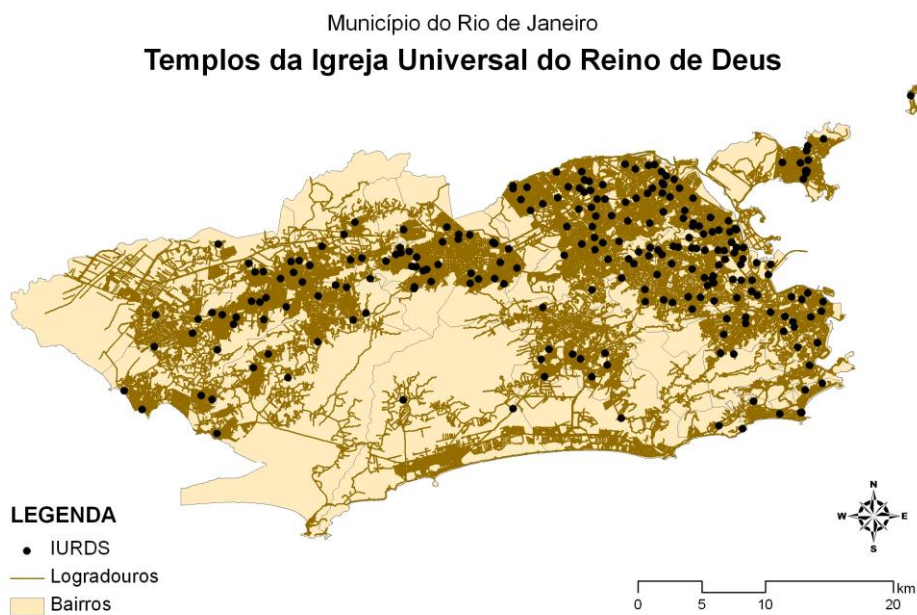 Município do Rio de Janeiro
Templos da Igreja Universal do Reino de Deus
N
W E
S
LEGENDA
IURDS
Logradouros
Bairros
km
0 5 10 20